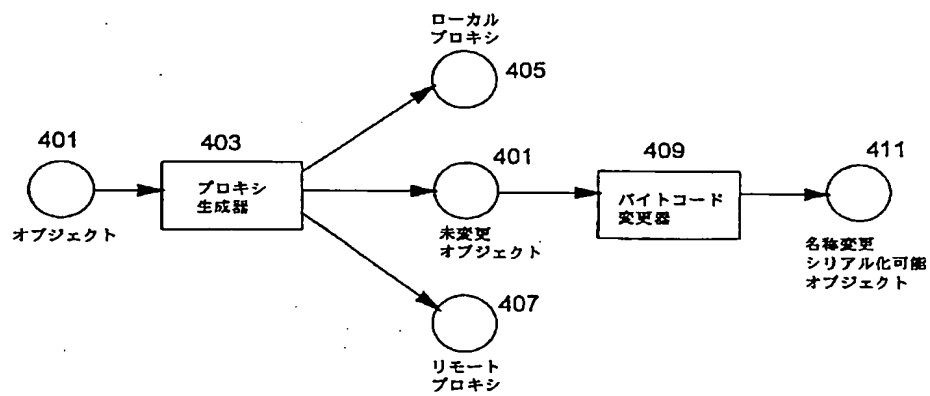 ローカル
プロキシ
405
401
オブジェクト
403
プロキシ
生成器
401
未変更
オブジェクト
409
バイトコード
変更器
411
名称変更
シリアル化可能
オブジェクト
407
リモート
プロキシ